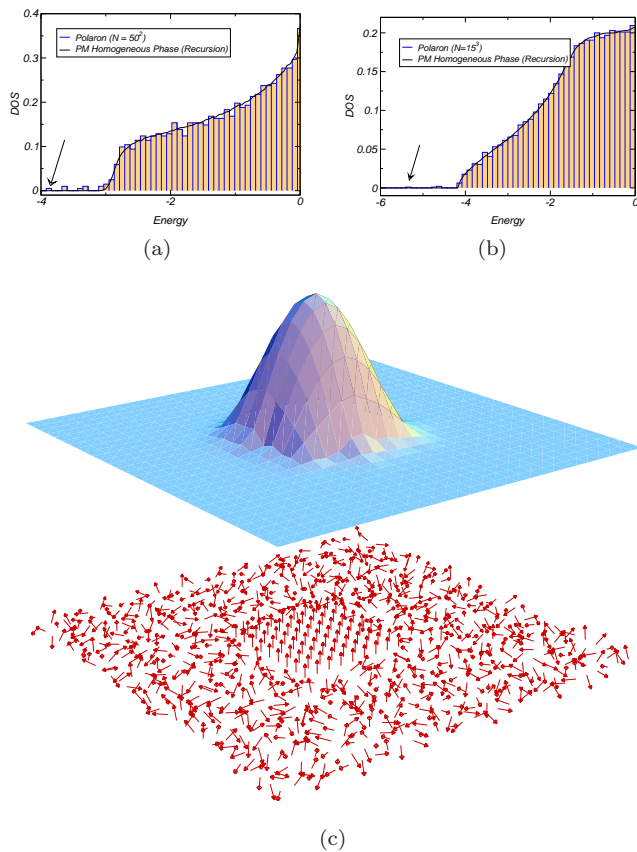 (a)
DOS
0.4
0.3
0.2
0.1
0
-4
-2
0
Energy
Polaron (N = 50²)
PM Homogeneous Phase (Recursion)
(b)
DOS
0.2
0.15
0.1
0.05
0
-6
-4
-2
0
Energy
Polaron (N=15³)
PM Homogeneous Phase (Recursion)
(c)